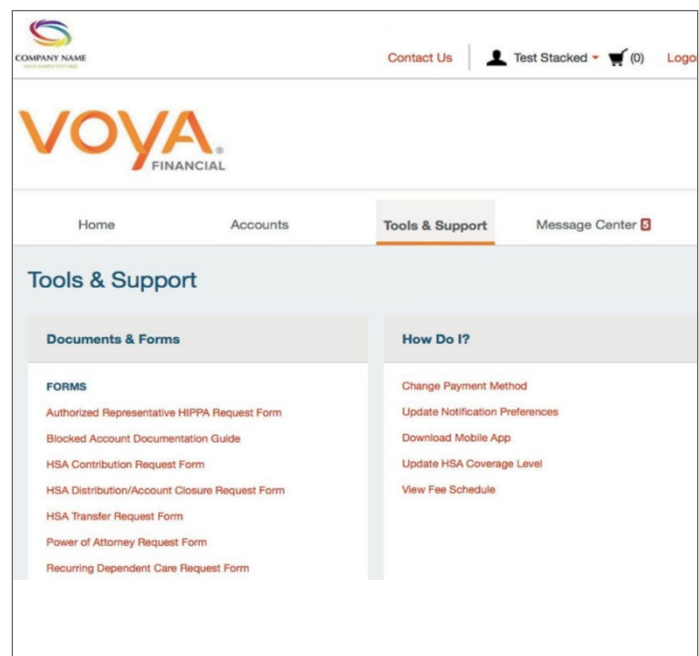 COMPANY NAME
Contact Us
Test Stacked
(0)
Logo
VOYA®
FINANCIAL
Home
Accounts
Tools & Support
Message Center 5
Tools & Support
Documents & Forms
FORMS
Authorized Representative HIPPA Request Form
Blocked Account Documentation Guide
HSA Contribution Request Form
HSA Distribution/Account Closure Request Form
HSA Transfer Request Form
Power of Attorney Request Form
Recurring Dependent Care Request Form
How Do I?
Change Payment Method
Update Notification Preferences
Download Mobile App
Update HSA Coverage Level
View Fee Schedule